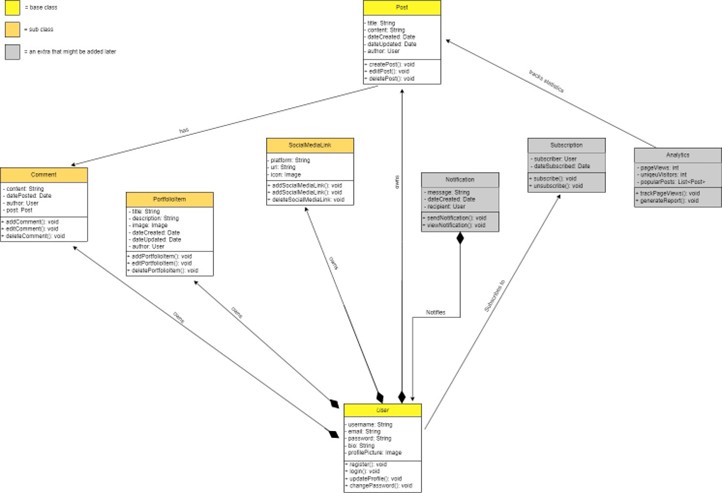 = base class
= sub class
= an extra that might be added later
Post
- title: String
- content: String
- dateCreated: Date
- dateUpdated: Date
- author: User
+ createPost(): void
+ editPost(): void
+ deletePost(): void
tracks statistics
has
owns
Comment
- content: String
- datePosted: Date
- author: User
- post: Post
+ addComment(): void
+ editComment(): void
+ deleteComment(): void
PortfolioItem
- title: String
- description: String
- image: Image
- dateCreated: Date
- dateUpdated: Date
- author: User
+ addPortfolioItem(): void
+ editPortfolioItem(): void
+ deletePortfolioItem(): void
SocialMediaLink
- platform: String
- url: String
- icon: Image
+ addSocialMediaLink(): void
+ addSocialMediaLink(): void
+ deleteSocialMediaLink(): void
Notification
- message: String
- dateCreated: Date
- recipient: User
+ sendNotification(): void
+ viewNotification(): void
Subscription
- subscriber: User
- dateSubscribed: Date
+ subscribe(): void
+ unsubscribe(): void
Analytics
- pageViews: int
- uniqeuVisitors: int
- popularPosts: List<Post>
+ trackPageViews(): void
+ generateReport(): void
owns
owns
owns
Notifies
Subscribes to
User
- username: String
- email: String
- password: String
- bio: String
- profilePicture: Image
+ register(): void
+ login(): void
+ updateProfile(): void
+ changePassword(): void